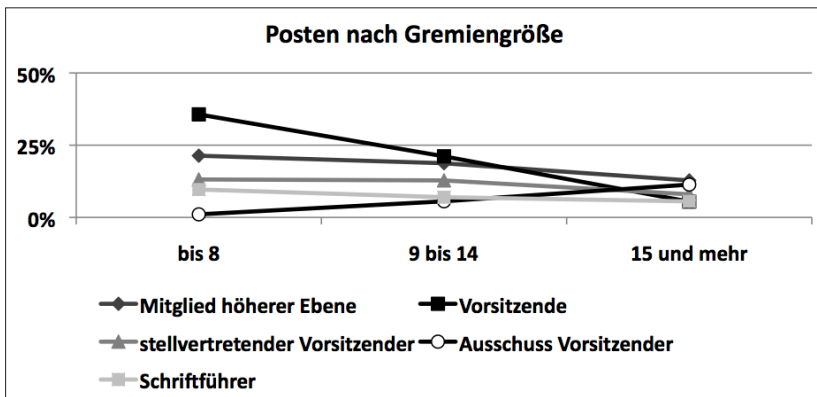 Posten nach Gremiengröße
50%
25%
0%
bis 8 9 bis 14 15 und mehr
Mitglied höherer Ebene Vorsitzende
stellvertretender Vorsitzender Ausschuss Vorsitzender
Schriftführer